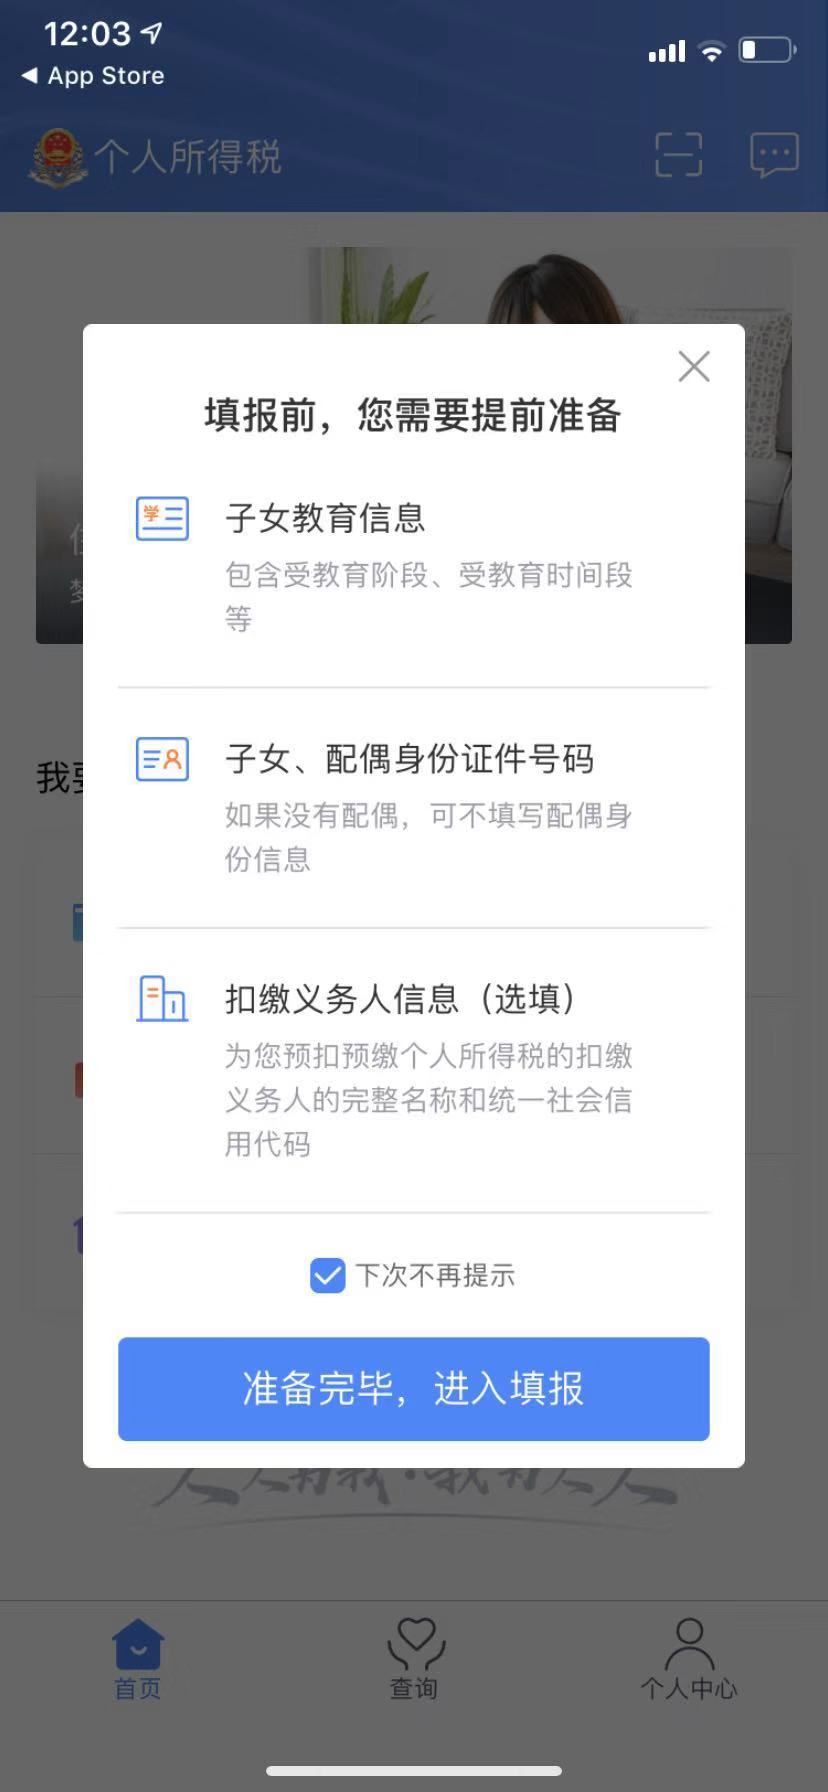 12:03
App Store
个人所得税
填报前，您需要提前准备
学
子女教育信息
包含受教育阶段、受教育时间段
等
子女、配偶身份证件号码
如果没有配偶，可不填写配偶身
份信息
我要
扣缴义务人信息（选填）
为您预扣预缴个人所得税的扣缴
义务人的完整名称和统一社会信
用代码
下次不再提示
准备完毕，进入填报
首页
查询
个人中心